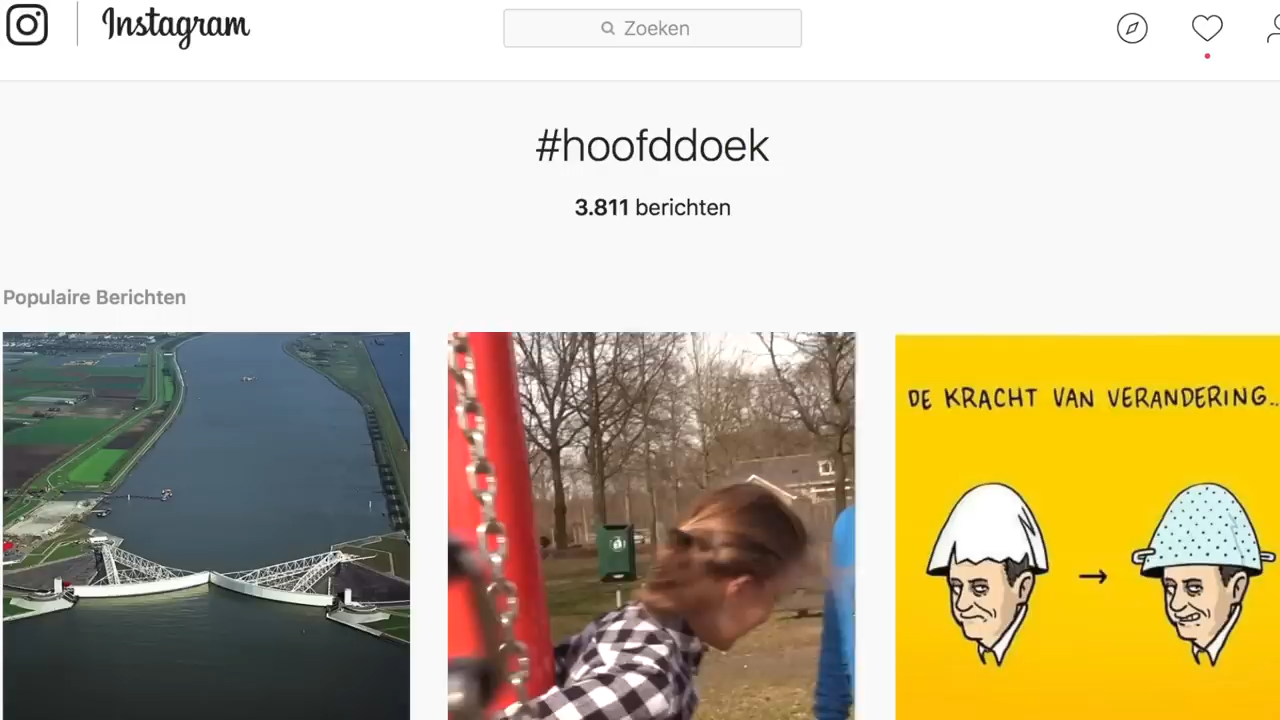 Instagram
Zoeken
#hoofddoek
3.811 berichten
Populaire Berichten
DE KRACHT VAN VERANDERING..